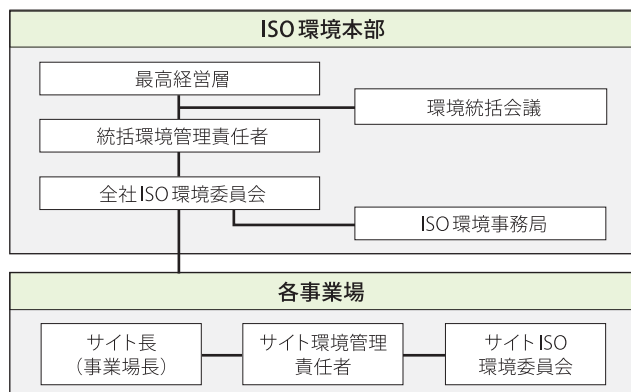 ISO環境本部
最高経営層
環境統括会議
統括環境管理責任者
全社ISO環境委員会
ISO環境事務局
各事業場
サイト長
（事業場長）
サイト環境管理
責任者
サイトISO
環境委員会